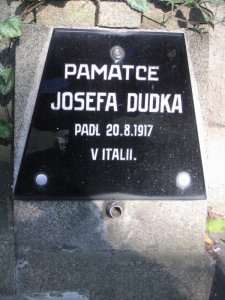 PAMÁTCE
JOSEFA DUDKA
PADL 20.8.1917
V ITALII.